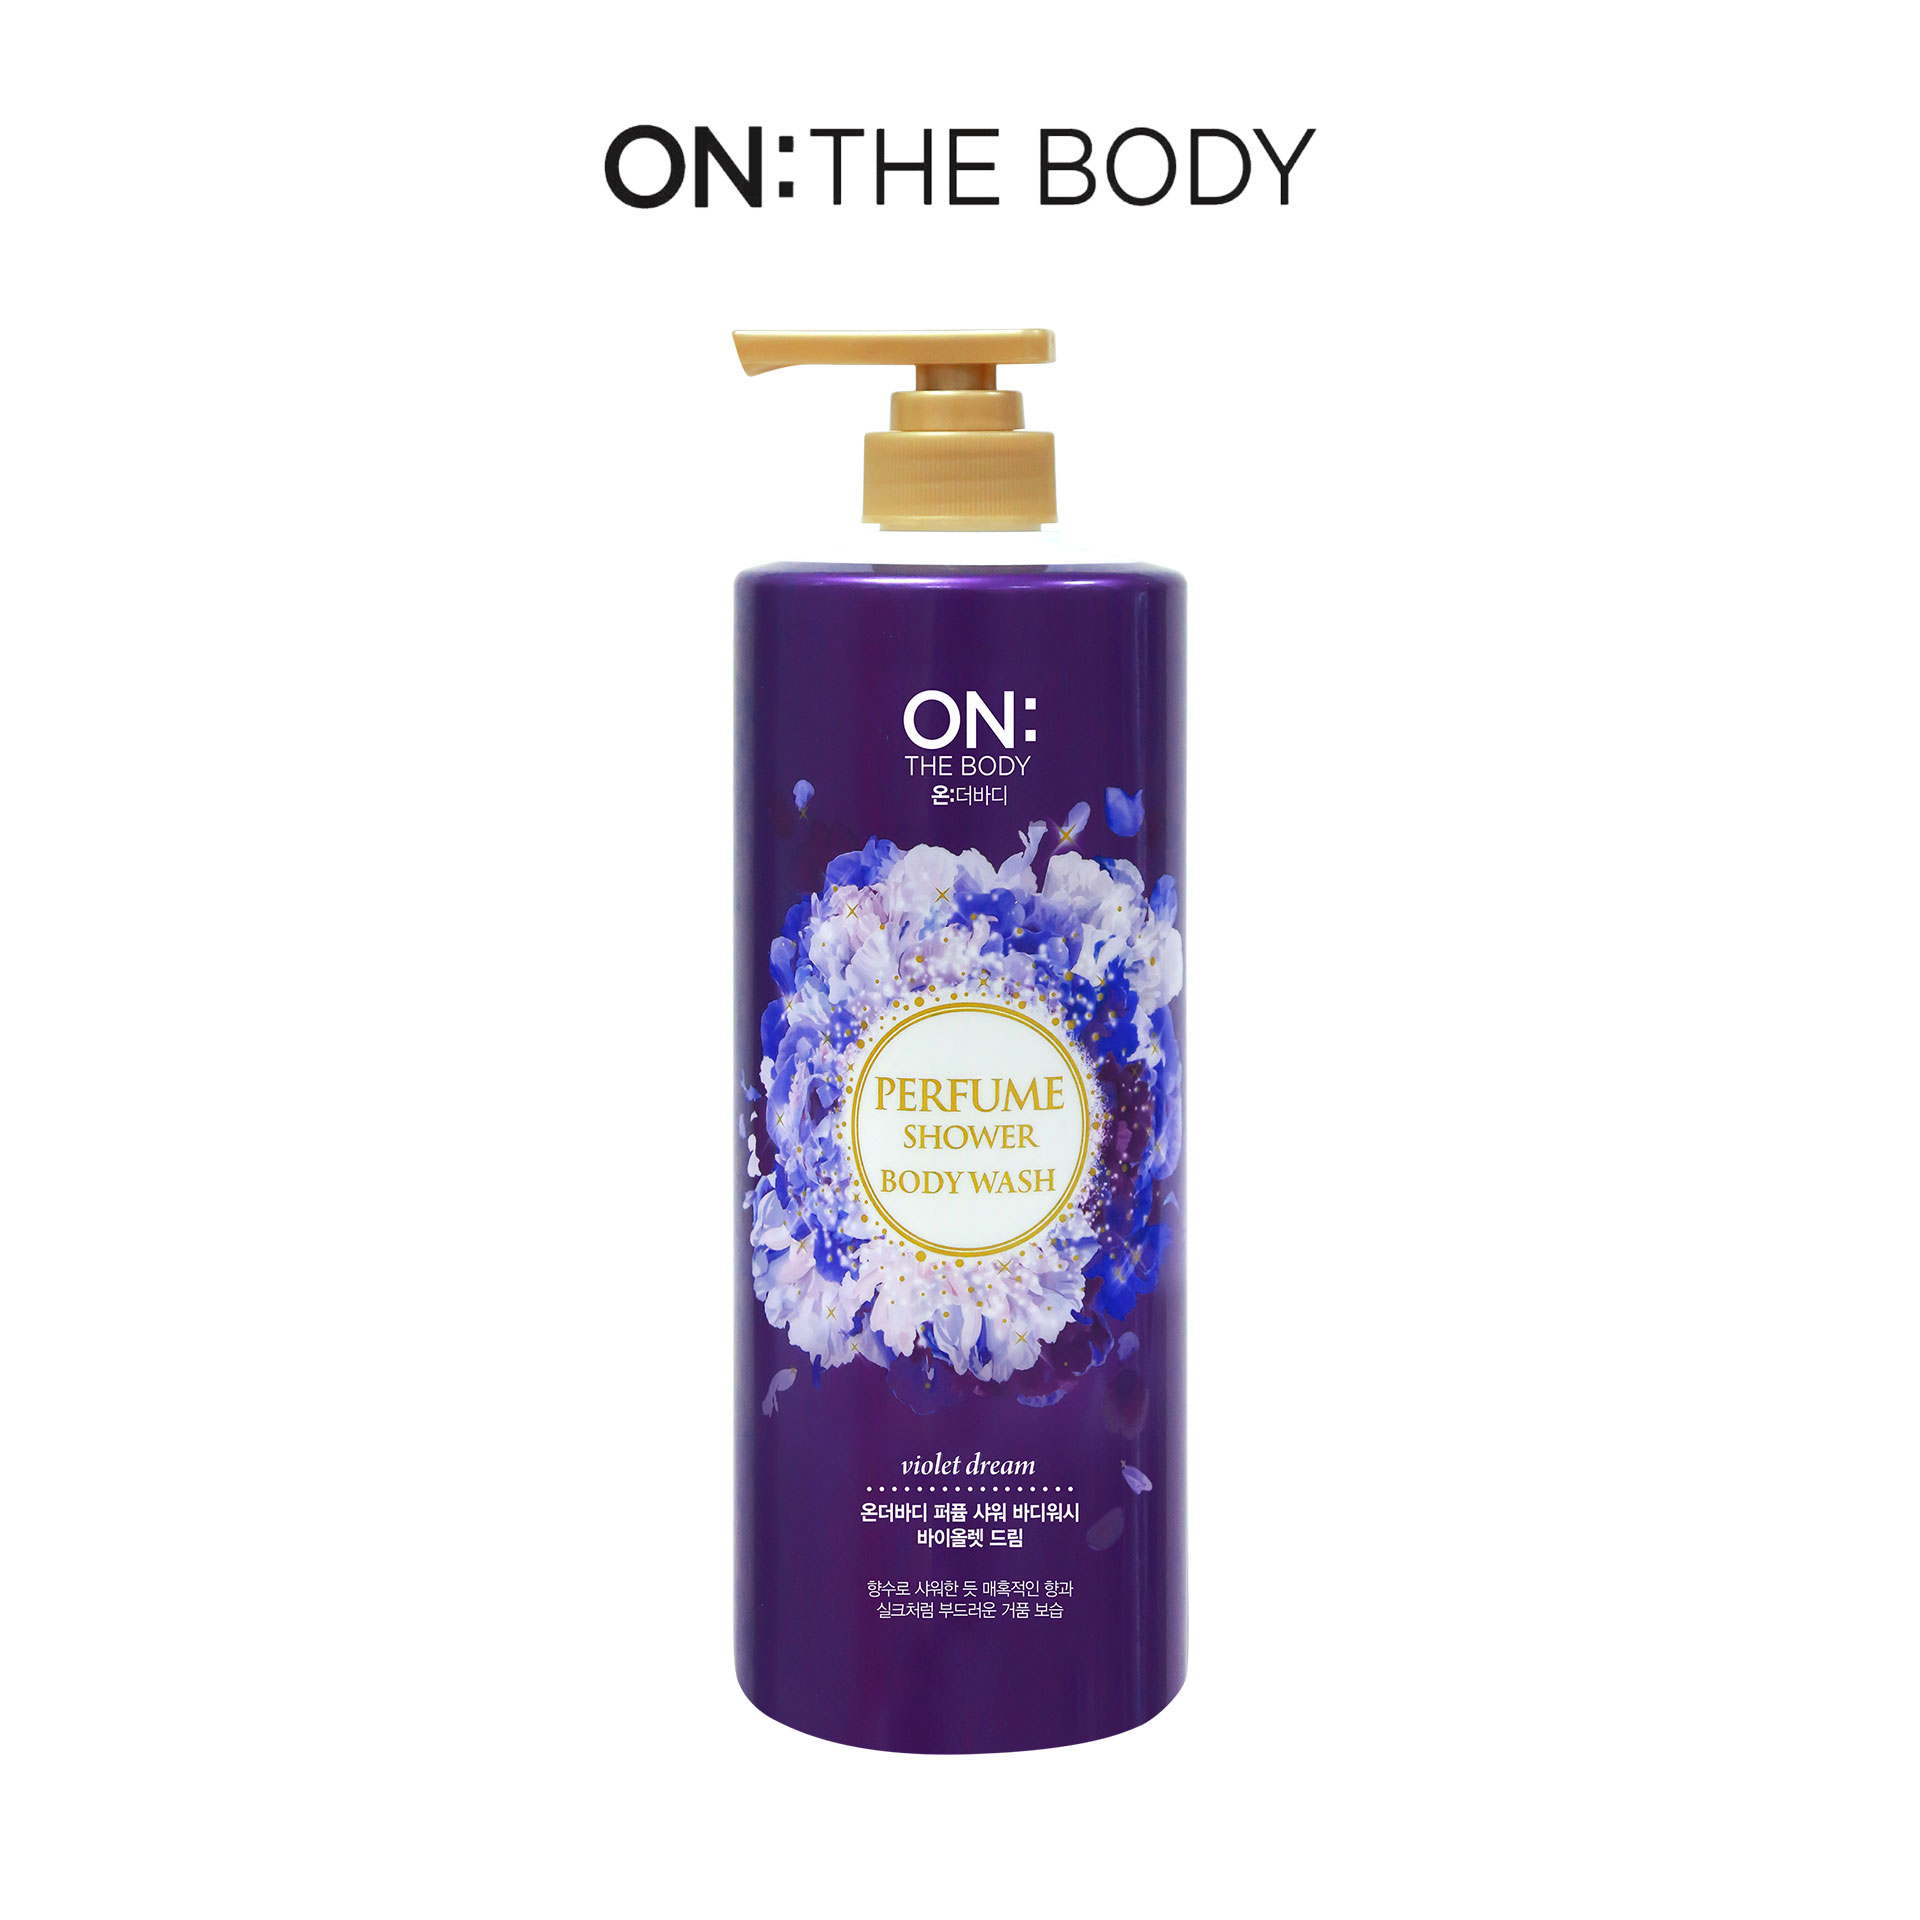 ON:THE BODY
ON:
THE BODY
온:더바디
PERFUME
SHOWER
BODY WASH
violet dream
온더바디 퍼퓸 샤워 바디워시
바이올렛 드림
향수로 샤워한 듯 매혹적인 향과
실크처럼 부드러운 거품 보습